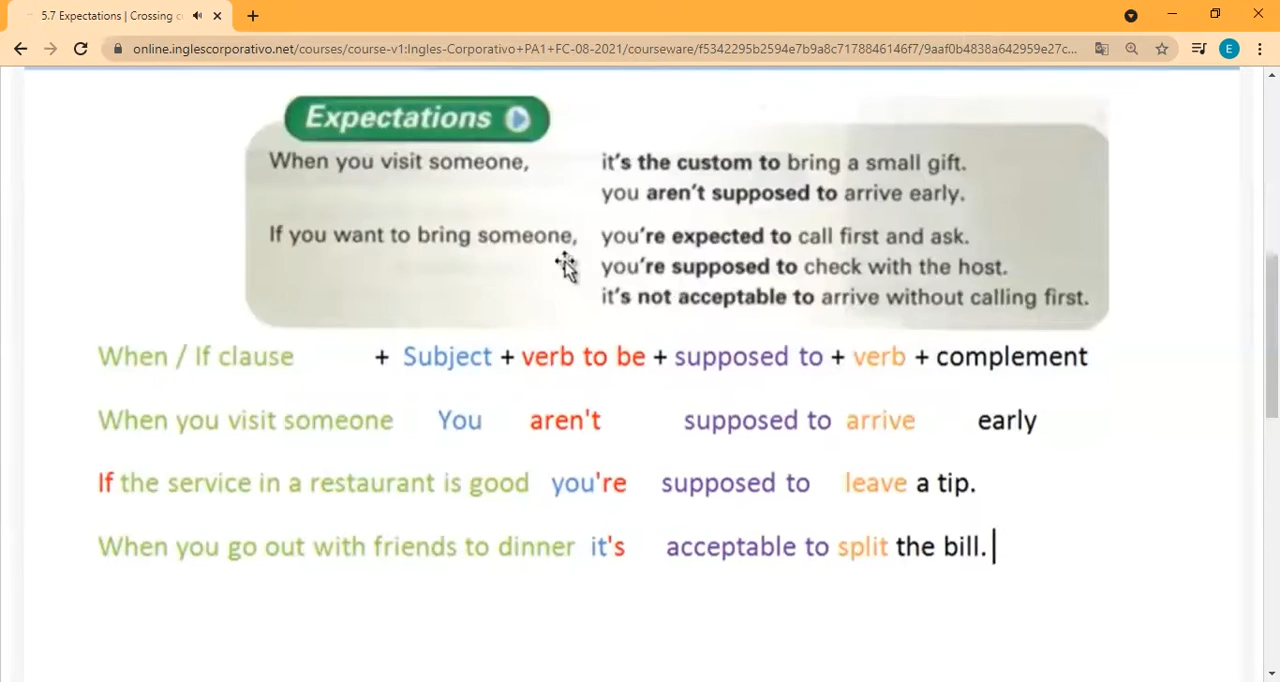 5.7 Expectations | Crossing c
online.inglescorporativo.net/courses/course-v1:Ingles-Corporativo+PA1+FC-08-2021/courseware/f5342295b2594e7b9a8c7178846146f7/9aaf0b4838a642959e27c...
E
Expectations
When you visit someone, it's the custom to bring a small gift.
you aren't supposed to arrive early.
If you want to bring someone, you're expected to call first and ask.
you're supposed to check with the host.
it's not acceptable to arrive without calling first.
When / If clause + Subject + verb to be + supposed to + verb + complement
When you visit someone You aren't supposed to arrive early
If the service in a restaurant is good you're supposed to leave a tip.
When you go out with friends to dinner it's acceptable to split the bill.